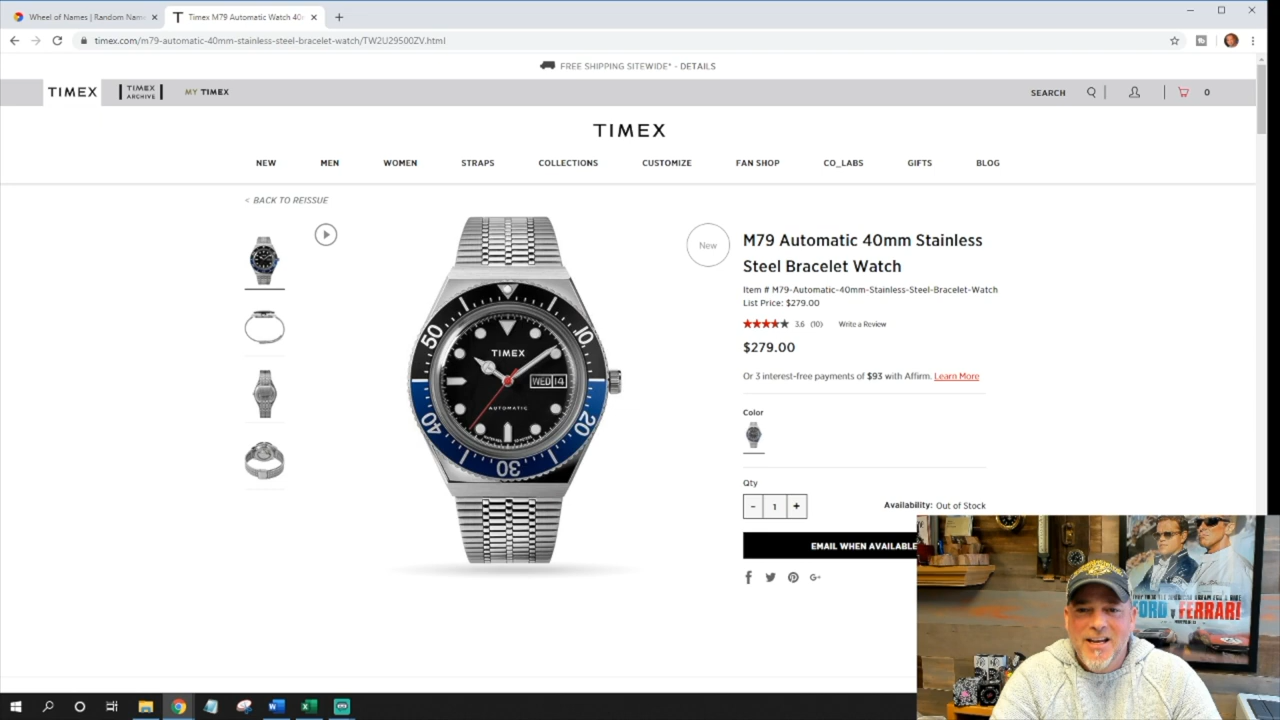 Wheel of Names | Random Name
Timex M79 Automatic Watch 40
timex.com/m79-automatic-40mm-stainless-steel-bracelet-watch/TW2U29500ZV.html
FREE SHIPPING SITEWIDE* - DETAILS
TIMEX
TIMEX ARCHIVE
MY TIMEX
SEARCH
0
TIMEX
NEW MEN WOMEN STRAPS COLLECTIONS CUSTOMIZE FAN SHOP CO_LABS GIFTS BLOG
< BACK TO REISSUE
New
M79 Automatic 40mm Stainless
Steel Bracelet Watch
Item # M79-Automatic-40mm-Stainless-Steel-Bracelet-Watch
List Price: $279.00
3.6 (10) Write a Review
$279.00
Or 3 interest-free payments of $93 with Affirm. Learn More
Color
Qty
- 1 +
Availability: Out of Stock
EMAIL WHEN AVAILABLE
50 10
TIMEX
WED 14
AUTOMATIC
40 20
30
FORD v FERRARI